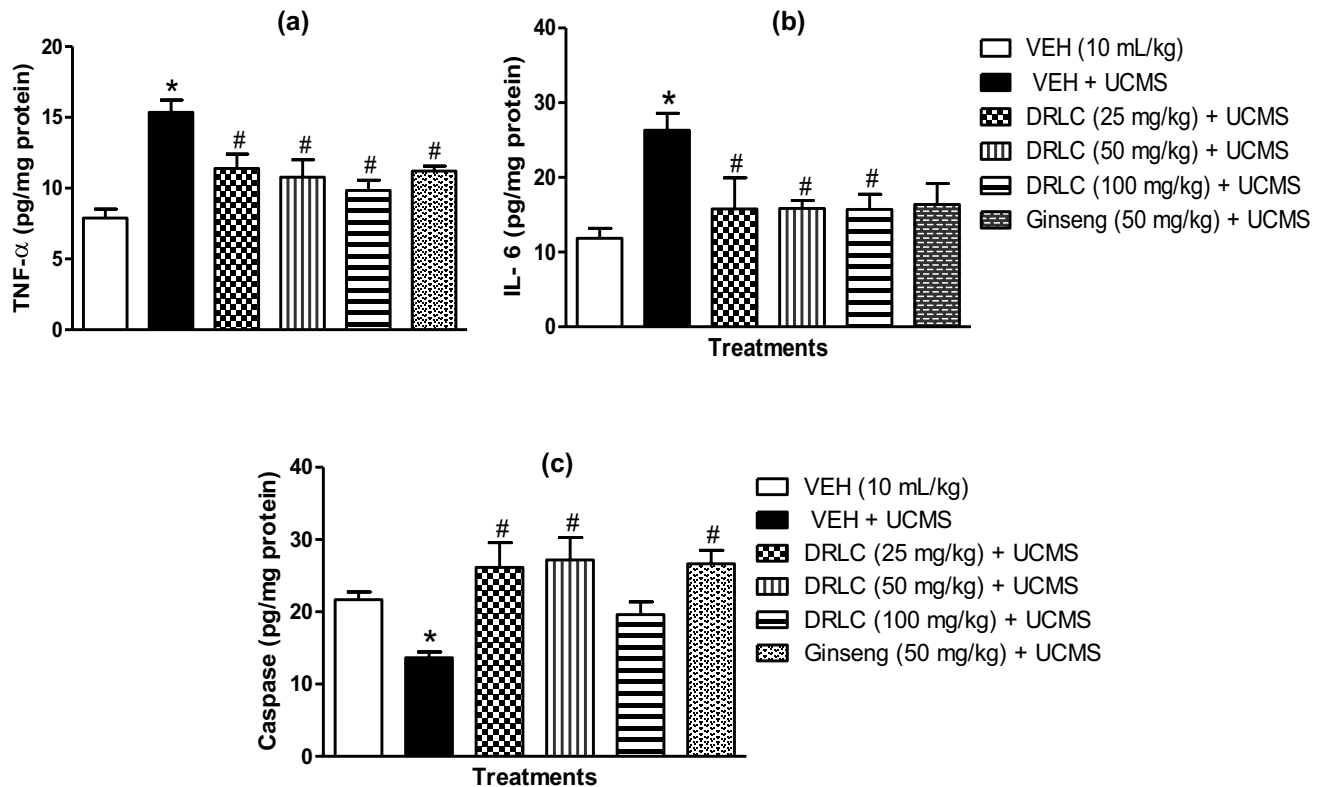 (a)
TNF-α (pg/mg protein)
20
15
10
5
0
*
#
#
#
#
(b)
IL- 6 (pg/mg protein)
40
30
20
10
0
*
#
#
#
Treatments
VEH (10 mL/kg)
VEH + UCMS
DRLC (25 mg/kg) + UCMS
DRLC (50 mg/kg) + UCMS
DRLC (100 mg/kg) + UCMS
Ginseng (50 mg/kg) + UCMS
(c)
Caspase (pg/mg protein)
40
30
20
10
0
*
#
#
#
Treatments
VEH (10 mL/kg)
VEH + UCMS
DRLC (25 mg/kg) + UCMS
DRLC (50 mg/kg) + UCMS
DRLC (100 mg/kg) + UCMS
Ginseng (50 mg/kg) + UCMS